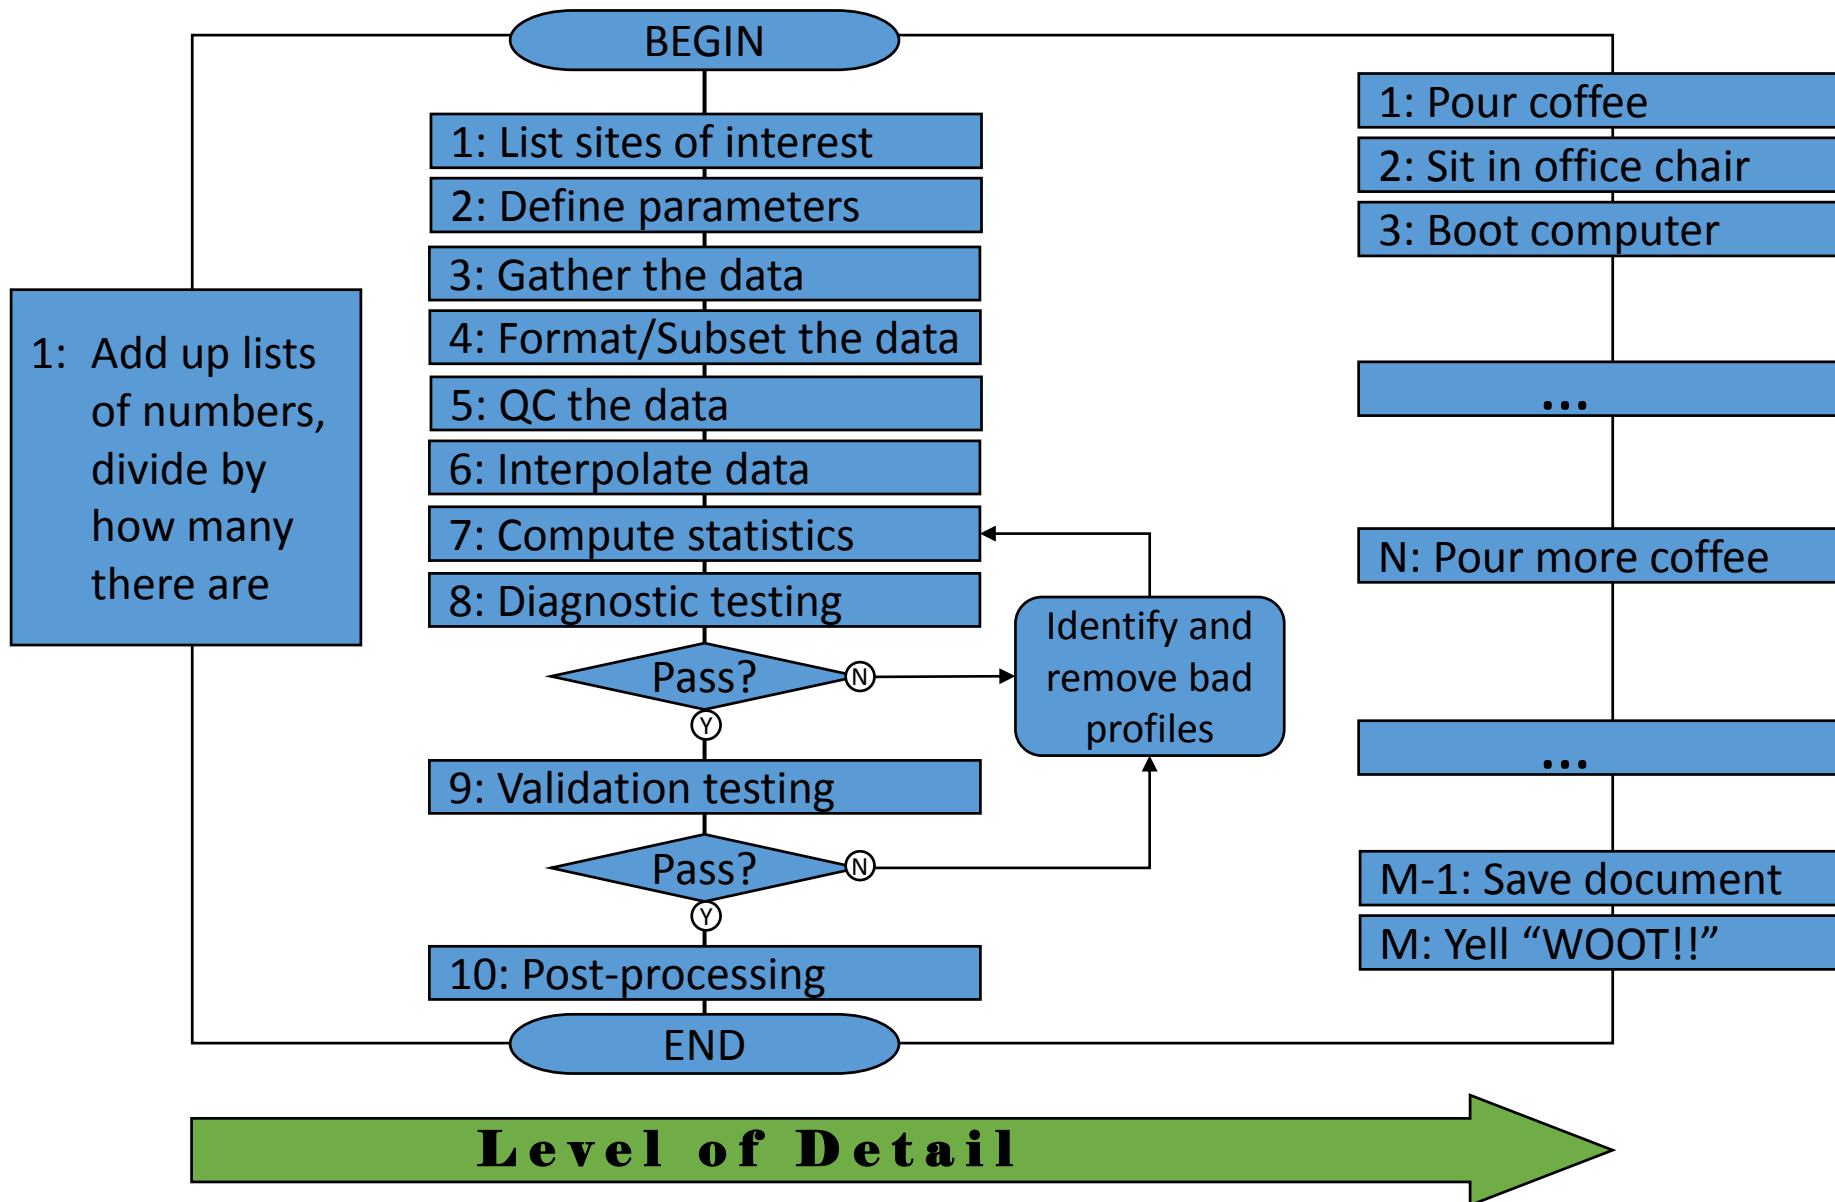 BEGIN
1: Add up lists
of numbers,
divide by
how many
there are
1: List sites of interest
2: Define parameters
3: Gather the data
4: Format/Subset the data
5: QC the data
6: Interpolate data
7: Compute statistics
8: Diagnostic testing
Pass?
N
Y
Identify and
remove bad
profiles
9: Validation testing
Pass?
N
Y
10: Post-processing
END
1: Pour coffee
2: Sit in office chair
3: Boot computer
...
N: Pour more coffee
...
M-1: Save document
M: Yell “WOOT!!”
Level of Detail